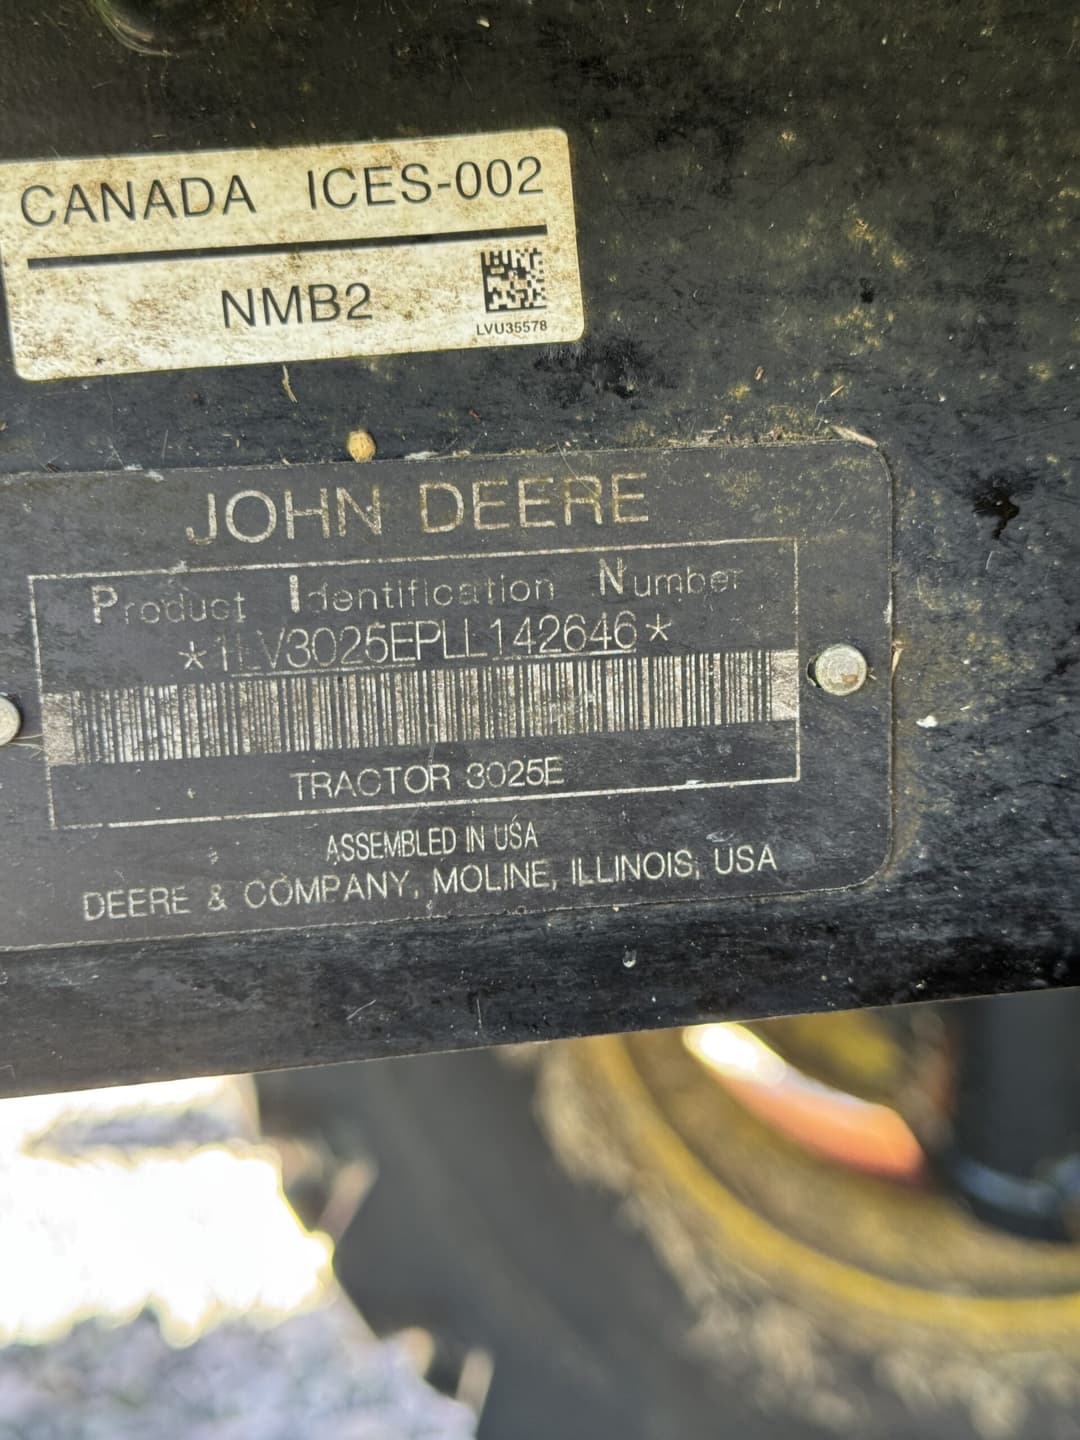 CANADA ICES-002
NMB2
LVU35578
JOHN DEERE
Product Identification Number
*1LV3025EPLL142646*
TRACTOR 3025E
ASSEMBLED IN USA
DEERE & COMPANY, MOLINE, ILLINOIS, USA